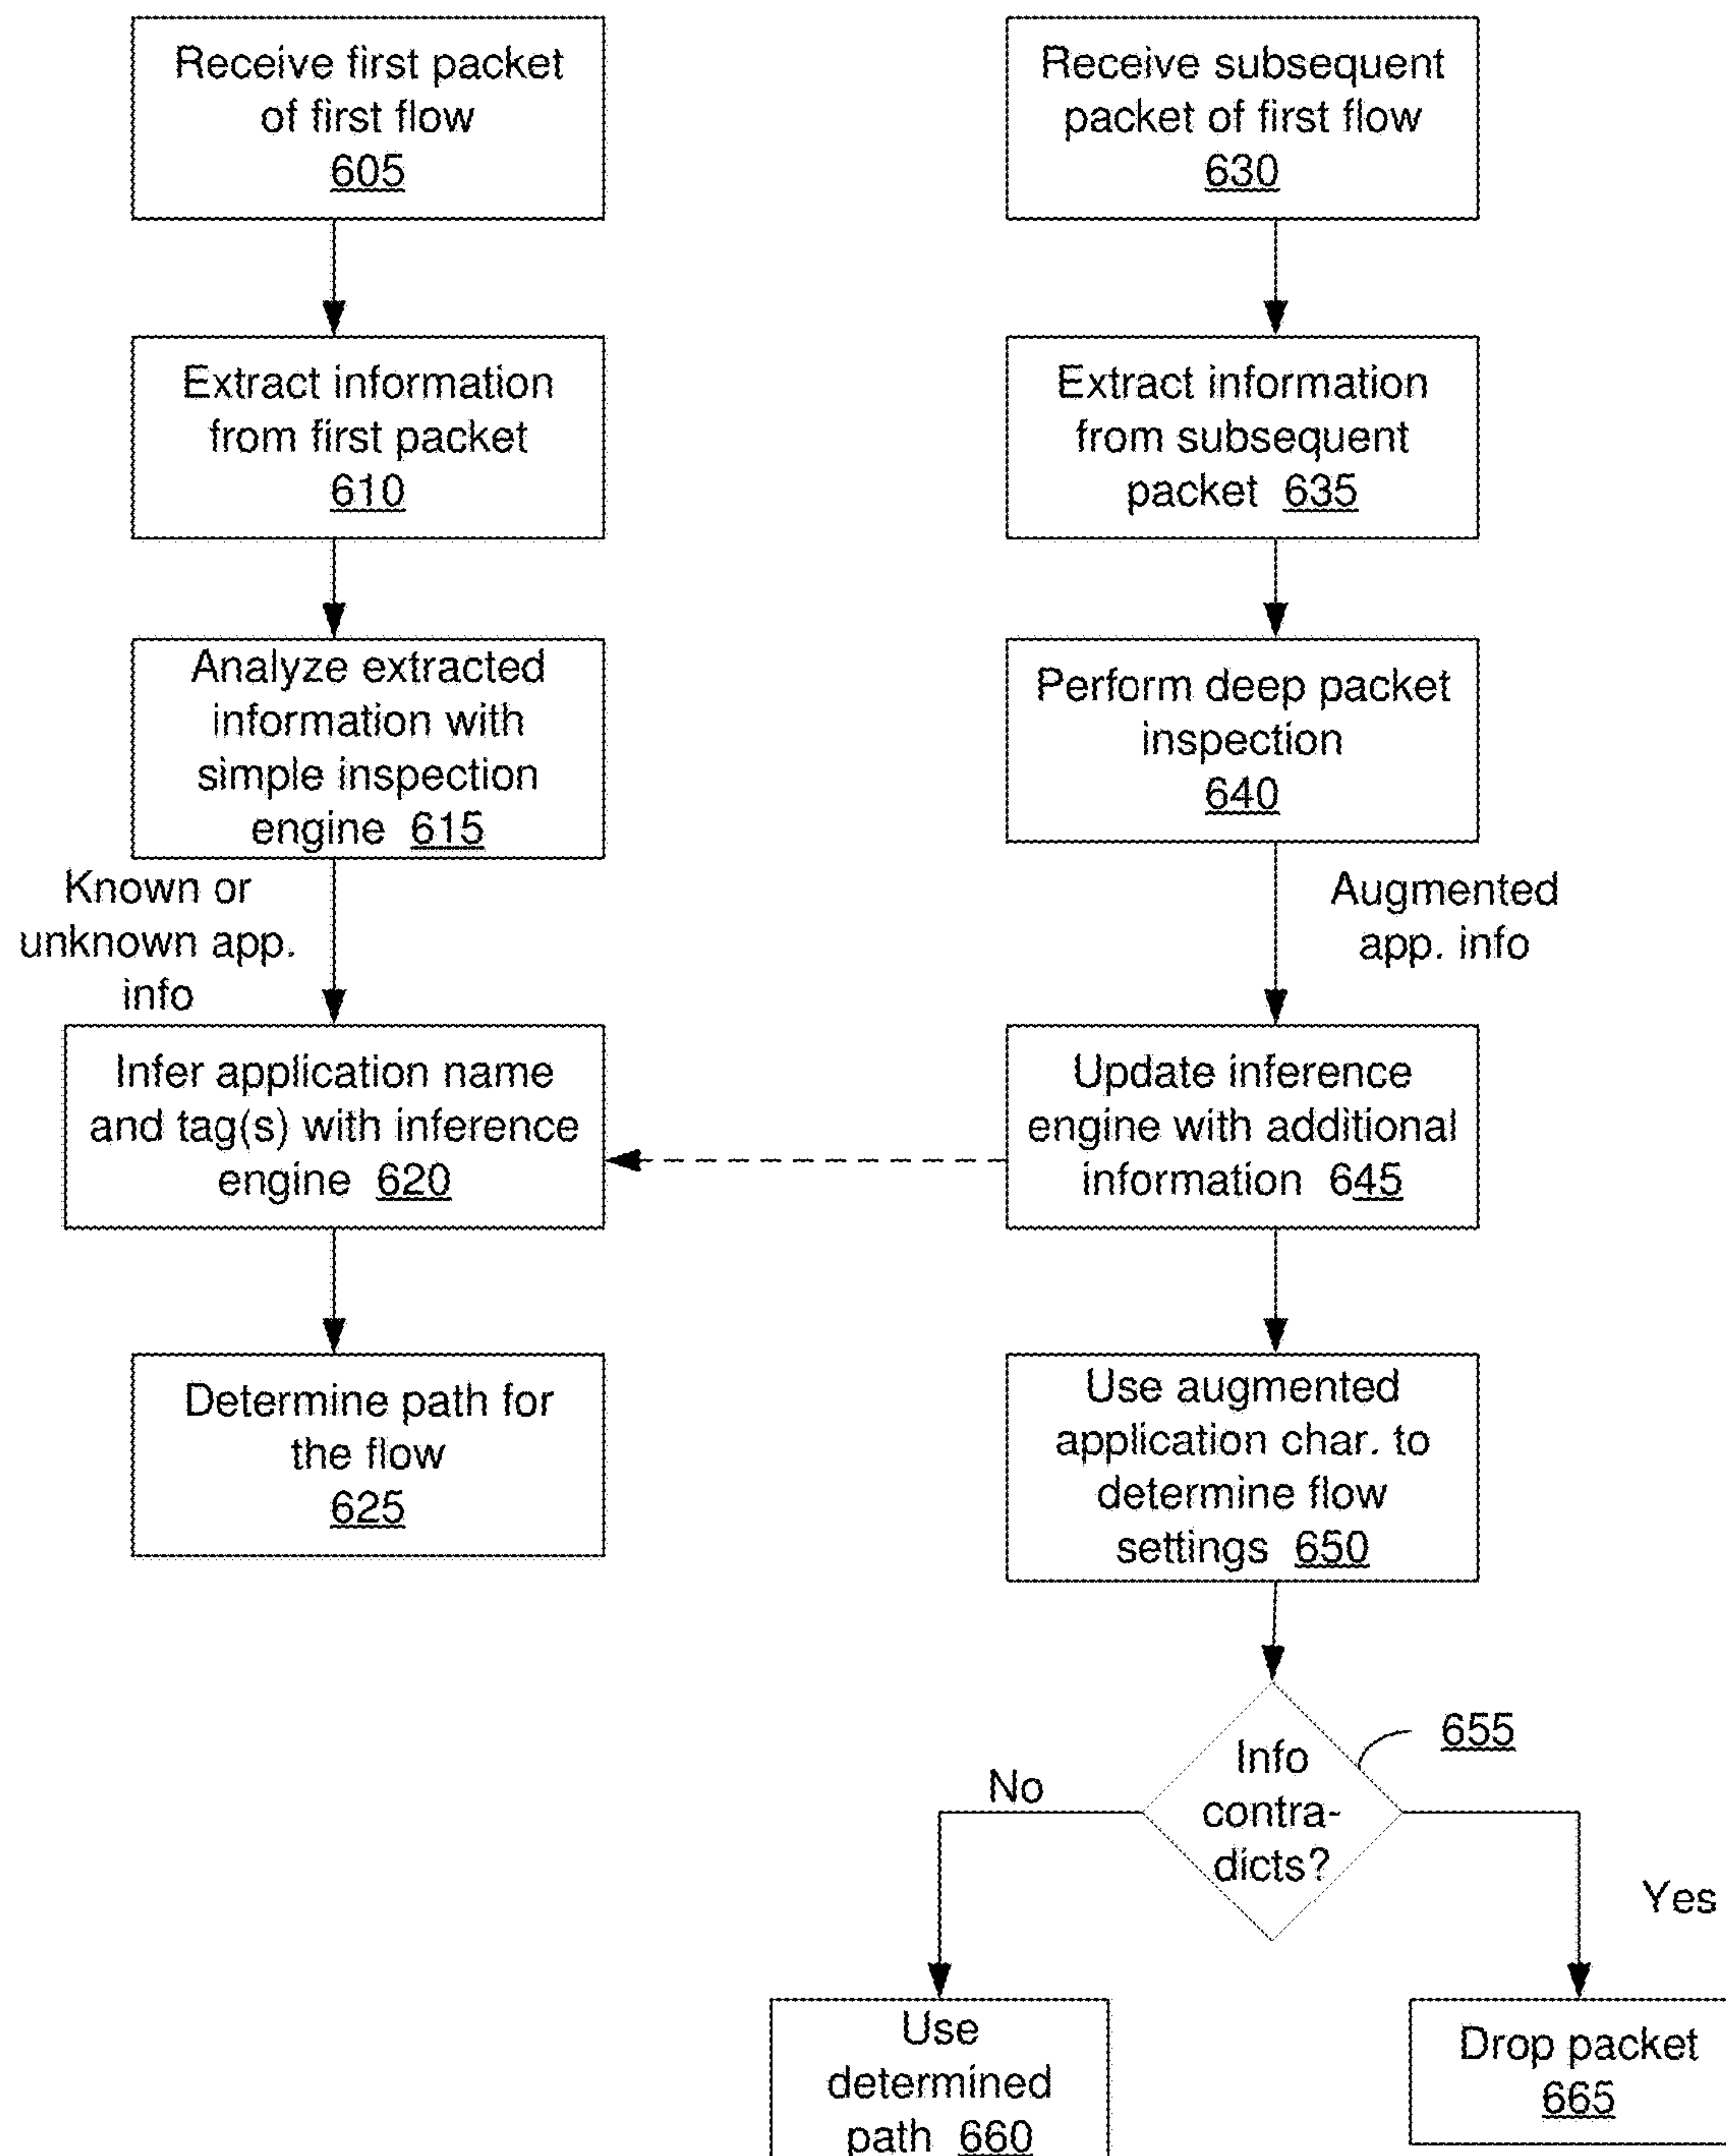 Receive first packet
of first flow
605
Extract information
from first packet
610
Analyze extracted
information with
simple inspection
engine 615
Known or
unknown app.
info
Infer application name
and tag(s) with inference
engine 620
Determine path for
the flow
625
Receive subsequent
packet of first flow
630
Extract information
from subsequent
packet 635
Perform deep packet
inspection
640
Augmented
app. info
Update inference
engine with additional
information 645
Use augmented
application char. to
determine flow
settings 650
Info
contra-
dicts?
655
No
Yes
Use
determined
path 660
Drop packet
665